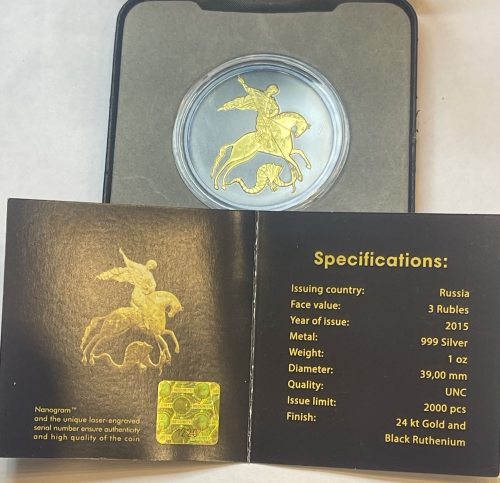 Specifications:
Issuing country: Russia
Face value: 3 Rubles
Year of issue: 2015
Metal: 999 Silver
Weight: 1 oz
Diameter: 39,00 mm
Quality: UNC
Issue limit: 2000 pcs
Finish: 24 kt Gold and
Black Ruthenium
Nanogram™
and the unique laser-engraved
serial number ensure authenticity
and high quality of the coin